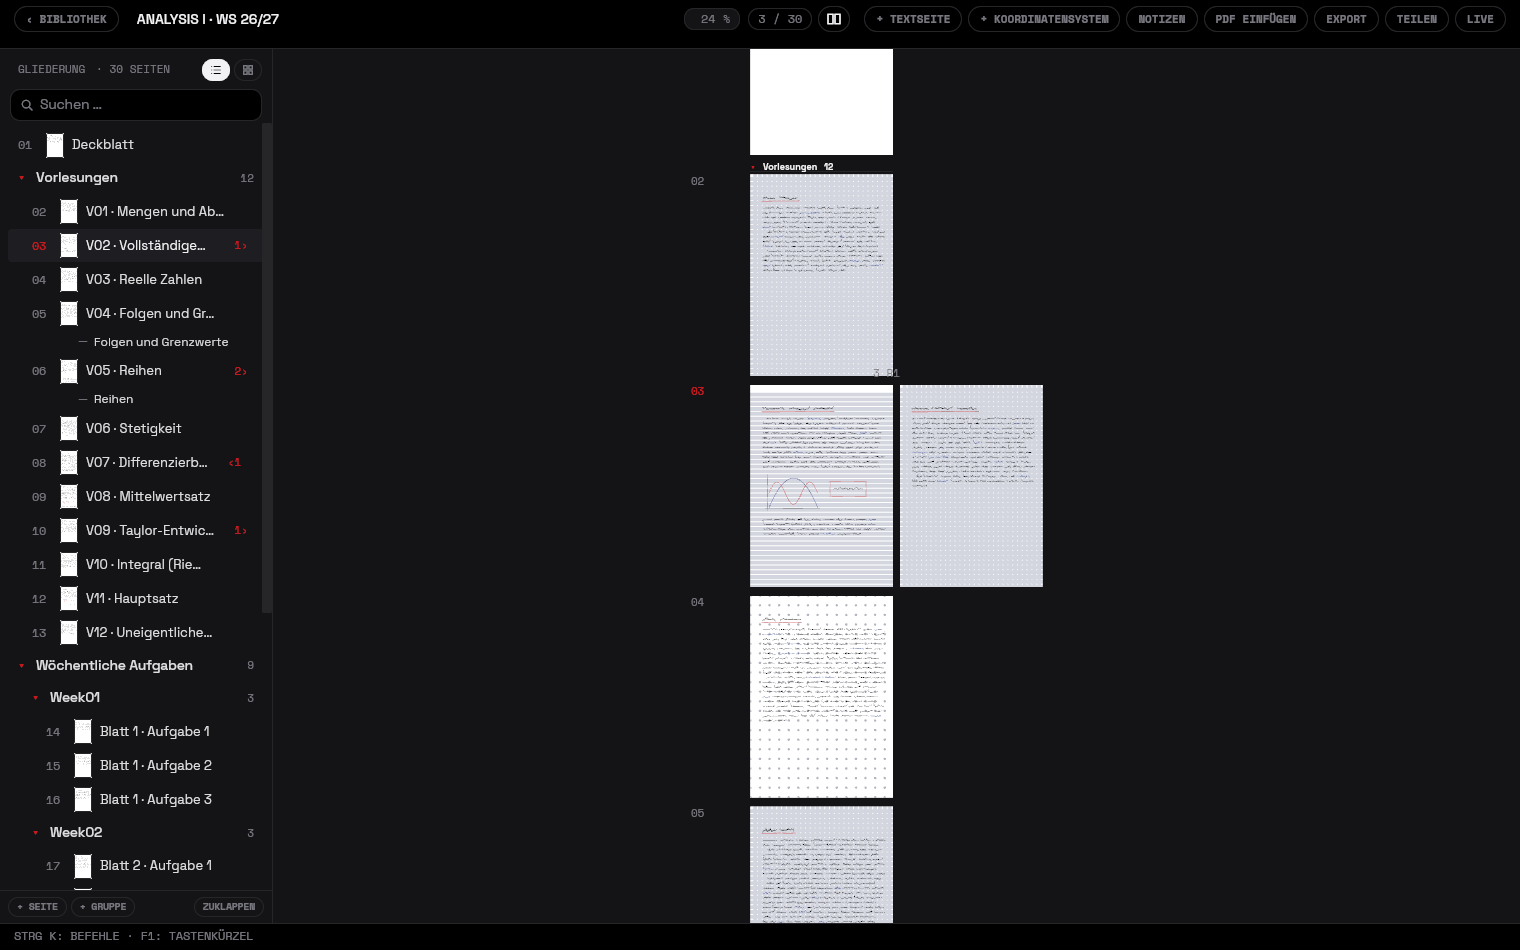 ‹ BIBLIOTHEK
ANALYSIS I · WS 26/27
24 %
3 / 30
+ TEXTSEITE
+ KOORDINATENSYSTEM
NOTIZEN
PDF EINFÜGEN
EXPORT
TEILEN
LIVE
GLIEDERUNG · 30 SEITEN
Suchen …
01 Deckblatt
Vorlesungen 12
02 V01 · Mengen und Ab…
03 V02 · Vollständige… 1›
04 V03 · Reelle Zahlen
05 V04 · Folgen und Gr…
— Folgen und Grenzwerte
06 V05 · Reihen 2›
— Reihen
07 V06 · Stetigkeit
08 V07 · Differenzierb… ‹1
09 V08 · Mittelwertsatz
10 V09 · Taylor-Entwic… 1›
11 V10 · Integral (Rie…
12 V11 · Hauptsatz
13 V12 · Uneigentliche…
Wöchentliche Aufgaben 9
Week01 3
14 Blatt 1 · Aufgabe 1
15 Blatt 1 · Aufgabe 2
16 Blatt 1 · Aufgabe 3
Week02 3
17 Blatt 2 · Aufgabe 1
+ SEITE
+ GRUPPE
ZUKLAPPEN
Vorlesungen 12
02
03
04
05
STRG K: BEFEHLE · F1: TASTENKÜRZEL